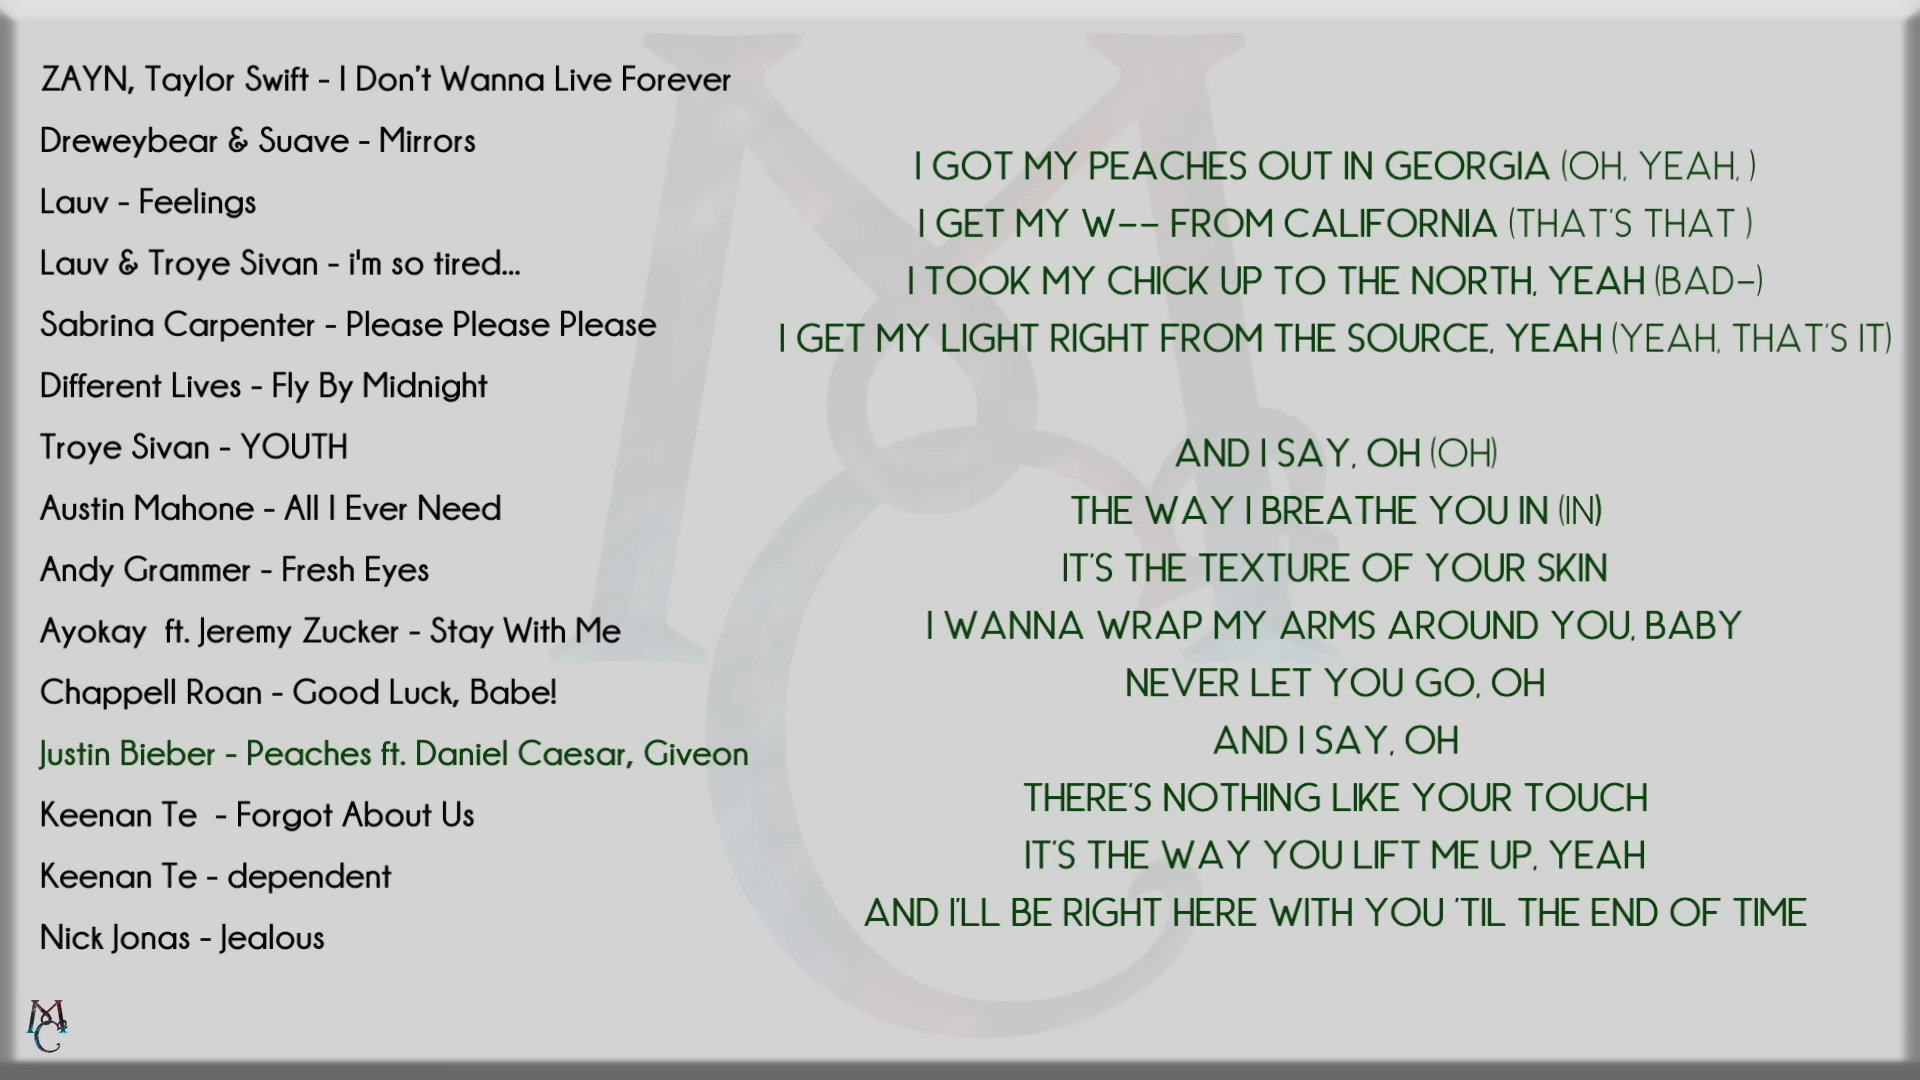 ZAYN, Taylor Swift - I Don't Wanna Live Forever
Dreweybear & Suave - Mirrors
Lauv - Feelings
Lauv & Troye Sivan - i'm so tired...
Sabrina Carpenter - Please Please Please
Different Lives - Fly By Midnight
Troye Sivan - YOUTH
Austin Mahone - All I Ever Need
Andy Grammer - Fresh Eyes
Ayokay  ft. Jeremy Zucker - Stay With Me
Chappell Roan - Good Luck, Babe!
Justin Bieber - Peaches ft. Daniel Caesar, Giveon
Keenan Te  - Forgot About Us
Keenan Te - dependent
Nick Jonas - Jealous
I GOT MY PEACHES OUT IN GEORGIA (OH, YEAH, )
I GET MY W-- FROM CALIFORNIA (THAT'S THAT )
I TOOK MY CHICK UP TO THE NORTH, YEAH (BAD-)
I GET MY LIGHT RIGHT FROM THE SOURCE, YEAH (YEAH, THAT'S IT)
AND I SAY, OH (OH)
THE WAY I BREATHE YOU IN (IN)
IT'S THE TEXTURE OF YOUR SKIN
I WANNA WRAP MY ARMS AROUND YOU, BABY
NEVER LET YOU GO, OH
AND I SAY, OH
THERE'S NOTHING LIKE YOUR TOUCH
IT'S THE WAY YOU LIFT ME UP, YEAH
AND I'LL BE RIGHT HERE WITH YOU 'TIL THE END OF TIME
MC